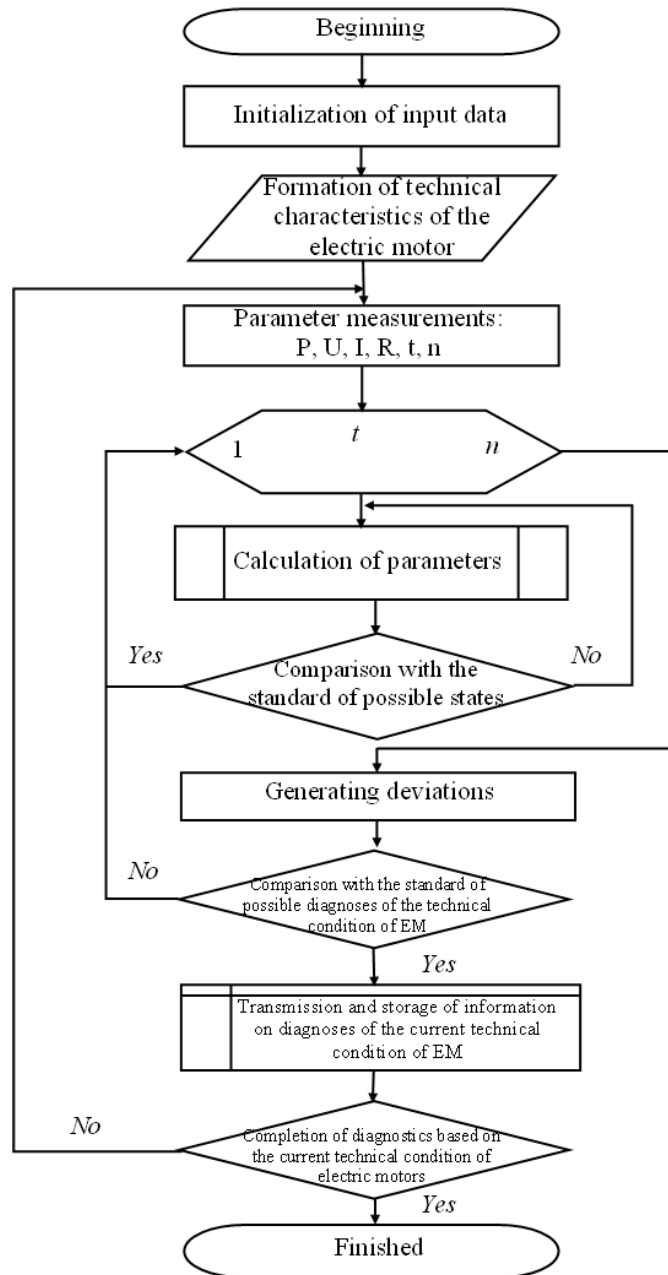 Beginning
Initialization of input data
Formation of technical
characteristics of the
electric motor
Parameter measurements:
P, U, I, R, t, n
1 t n
Calculation of parameters
Yes
No
Comparison with the
standard of possible states
Generating deviations
No
Comparison with the standard of
possible diagnoses of the technical
condition of EM
Yes
Transmission and storage of information
on diagnoses of the current technical
condition of EM
No
Completion of diagnostics based on
the current technical condition of
electric motors
Yes
Finished